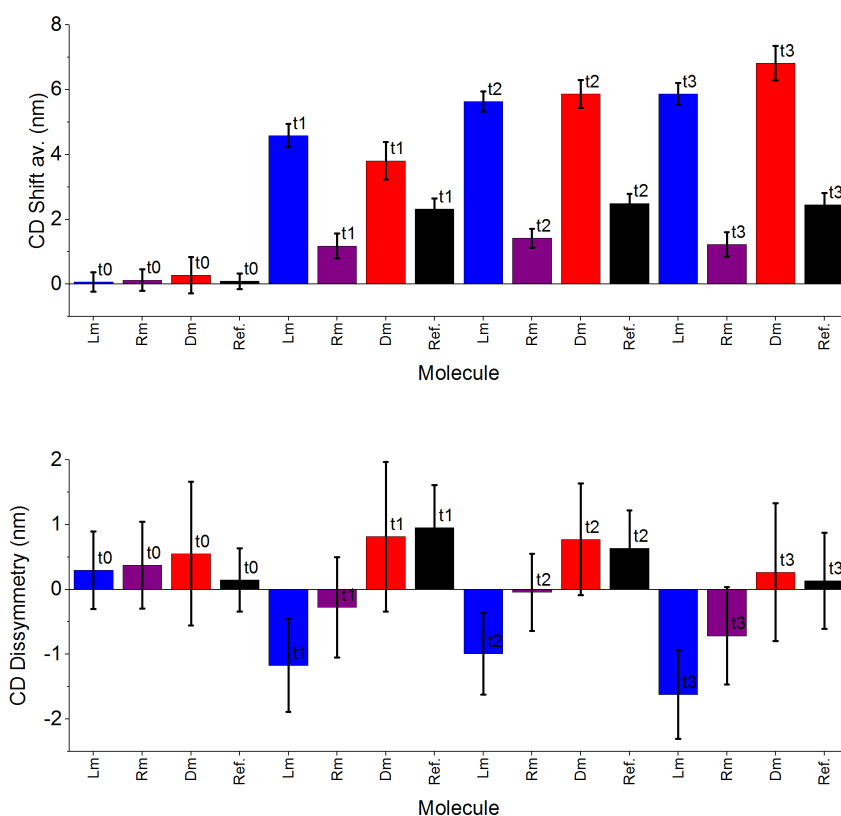 CD Shift av. (nm)
8
6
4
2
0
t0
t0
t0
t0
t1
t1
t1
t1
t2
t2
t2
t2
t3
t3
t3
t3
Lm
Rm
Dm
Ref.
Lm
Rm
Dm
Ref.
Lm
Rm
Dm
Ref.
Lm
Rm
Dm
Ref.
Molecule
CD Dissymmetry (nm)
2
1
0
-1
-2
t0
t0
t0
t0
t1
t1
t1
t1
t2
t2
t2
t2
t3
t3
t3
t3
Lm
Rm
Dm
Ref.
Lm
Rm
Dm
Ref.
Lm
Rm
Dm
Ref.
Lm
Rm
Dm
Ref.
Molecule